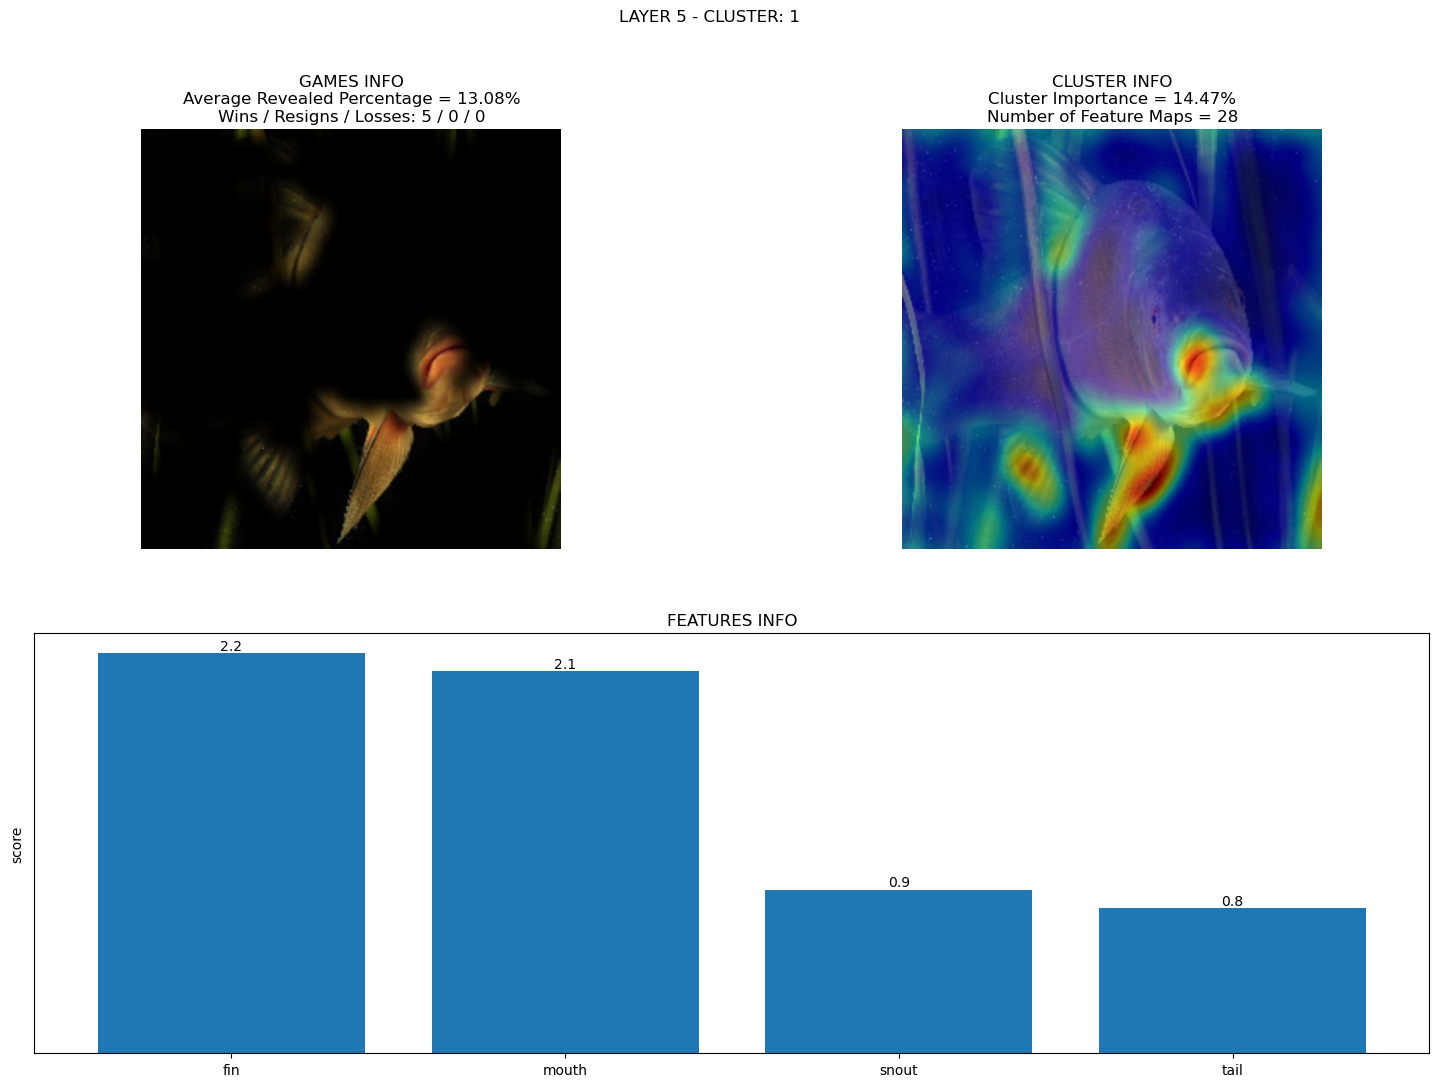 LAYER 5 - CLUSTER: 1
GAMES INFO
Average Revealed Percentage = 13.08%
Wins / Resigns / Losses: 5 / 0 / 0
CLUSTER INFO
Cluster Importance = 14.47%
Number of Feature Maps = 28
FEATURES INFO
score
2.2
2.1
0.9
0.8
fin
mouth
snout
tail